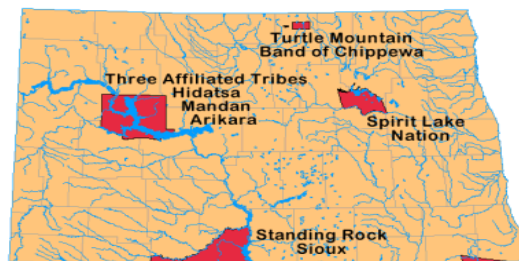 Turtle Mountain
Band of Chippewa
Three Affiliated Tribes
Hidatsa
Mandan
Arikara
Spirit Lake
Nation
Standing Rock
Sioux